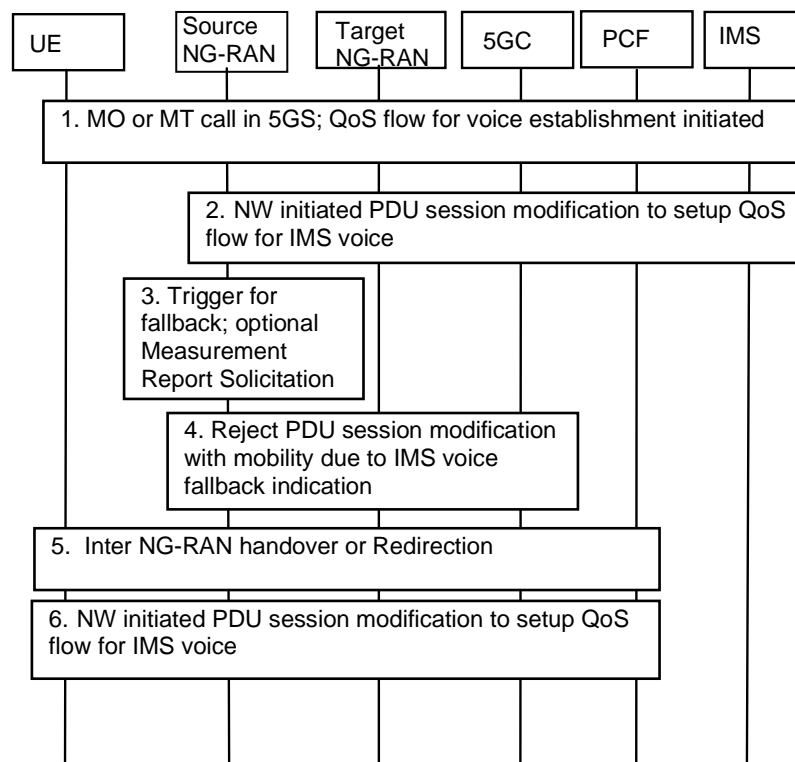 UE
Source
NG-RAN
Target
NG-RAN
5GC
PCF
IMS
1. MO or MT call in 5GS; QoS flow for voice establishment initiated
2. NW initiated PDU session modification to setup QoS
flow for IMS voice
3. Trigger for
fallback; optional
Measurement
Report Solicitation
4. Reject PDU session modification
with mobility due to IMS voice
fallback indication
5. Inter NG-RAN handover or Redirection
6. NW initiated PDU session modification to setup QoS
flow for IMS voice